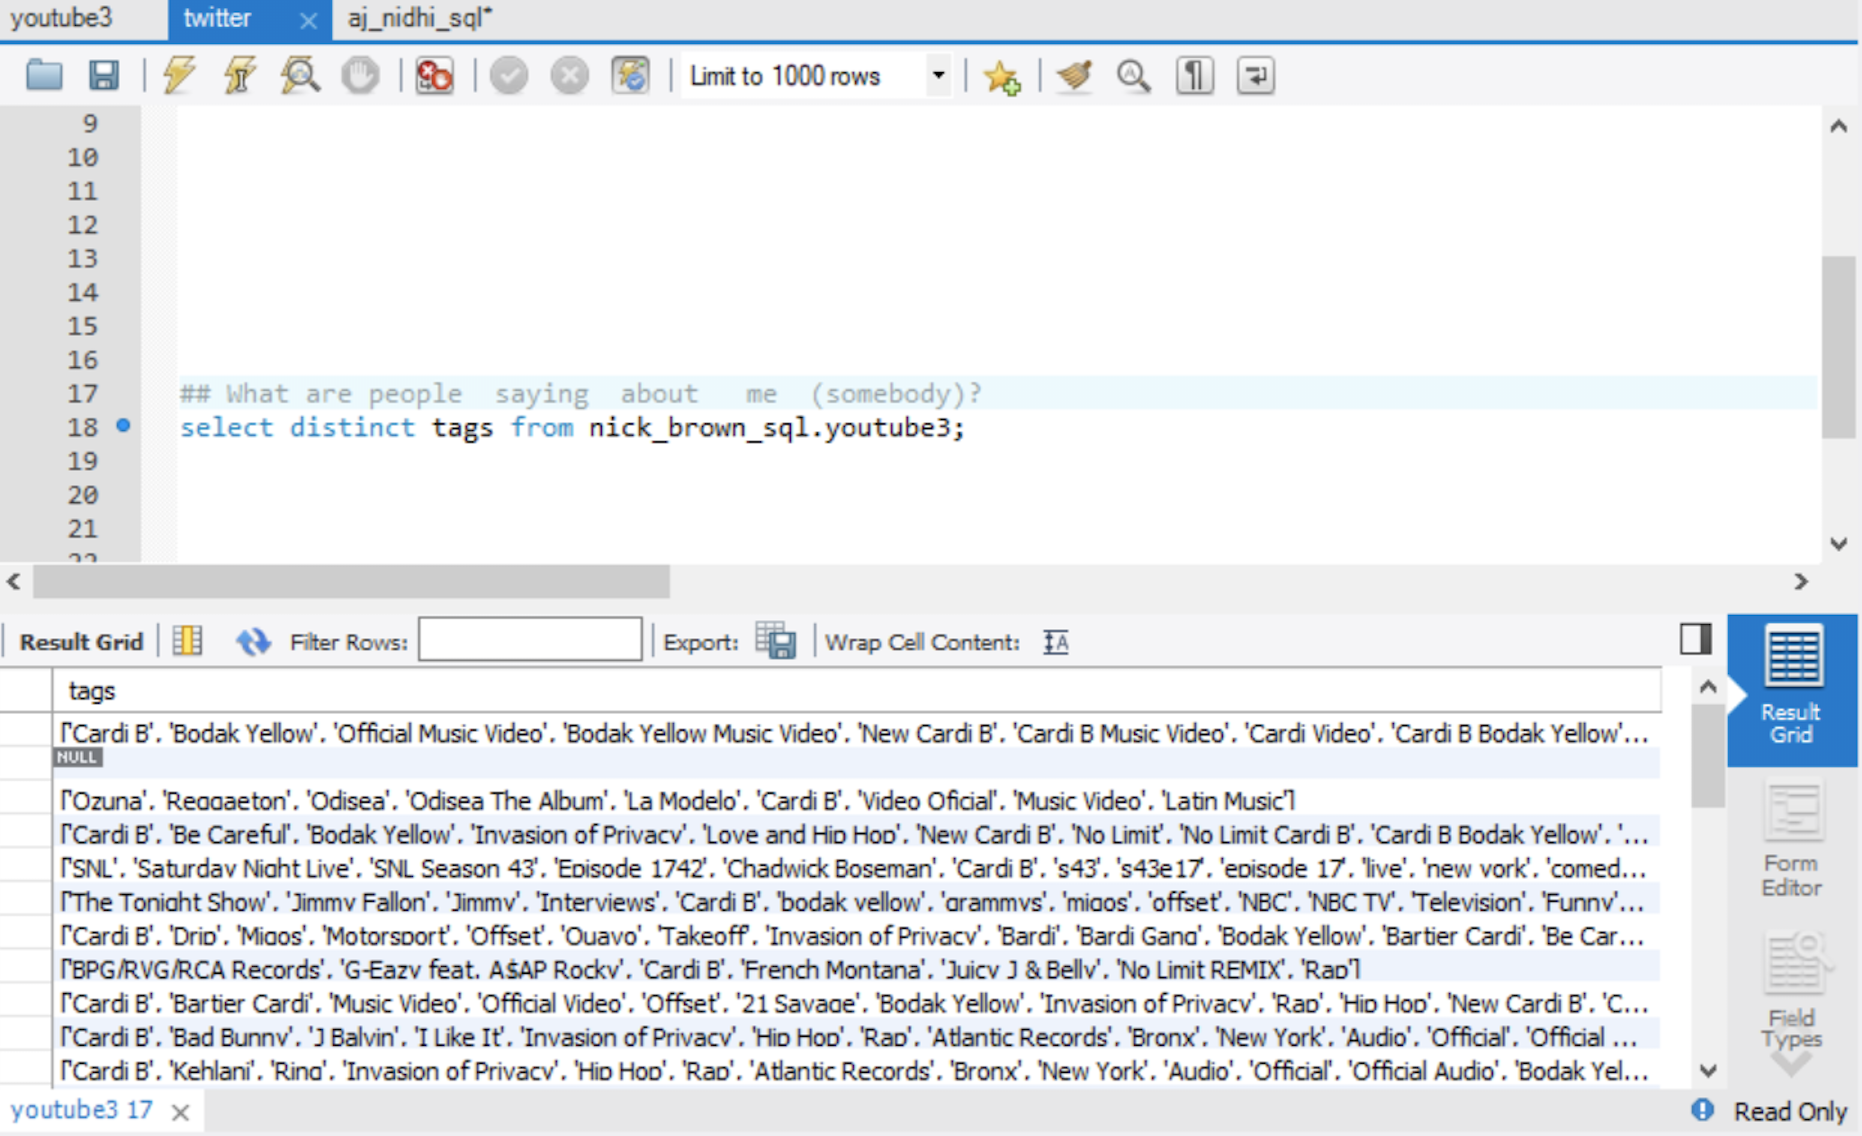 youtube3
twitter
aj_nidhi_sql*
Limit to 1000 rows
9
10
11
12
13
14
15
16
17 ## What are people saying about me (somebody)?
18 select distinct tags from nick_brown_sql.youtube3;
19
20
21
22
Result Grid Filter Rows: Export: Wrap Cell Content:
tags
['Cardi B', 'Bodak Yellow', 'Official Music Video', 'Bodak Yellow Music Video', 'New Cardi B', 'Cardi B Music Video', 'Cardi Video', 'Cardi B Bodak Yellow'...
NULL
['Ozuna', 'Reggaeton', 'Odisea', 'Odisea The Album', 'La Modelo', 'Cardi B', 'Video Oficial', 'Music Video', 'Latin Music']
['Cardi B', 'Be Careful', 'Bodak Yellow', 'Invasion of Privacy', 'Love and Hip Hop', 'New Cardi B', 'No Limit', 'No Limit Cardi B', 'Cardi B Bodak Yellow', '...
['SNL', 'Saturday Night Live', 'SNL Season 43', 'Episode 1742', 'Chadwick Boseman', 'Cardi B', 's43', 's43e17', 'episode 17', 'live', 'new york', 'comed...
['The Tonight Show', 'Jimmy Fallon', 'Jimmy', 'Interviews', 'Cardi B', 'bodak yellow', 'grammys', 'migos', 'offset', 'NBC', 'NBC TV', 'Television', 'Funny'...
['Cardi B', 'Drip', 'Migos', 'Motorsport', 'Offset', 'Quavo', 'Takeoff', 'Invasion of Privacy', 'Bardi', 'Bardi Gang', 'Bodak Yellow', 'Bartier Cardi', 'Be Car...
['BPG/RVG/RCA Records', 'G-Eazy feat. A$AP Rocky', 'Cardi B', 'French Montana', 'Juicy J & Belly', 'No Limit REMIX', 'Rap']
['Cardi B', 'Bartier Cardi', 'Music Video', 'Official Video', 'Offset', '21 Savage', 'Bodak Yellow', 'Invasion of Privacy', 'Rap', 'Hip Hop', 'New Cardi B', 'C...
['Cardi B', 'Bad Bunny', 'J Balvin', 'I Like It', 'Invasion of Privacy', 'Hip Hop', 'Rap', 'Atlantic Records', 'Bronx', 'New York', 'Audio', 'Official', 'Official ...
['Cardi B', 'Kehlani', 'Ring', 'Invasion of Privacy', 'Hip Hop', 'Rap', 'Atlantic Records', 'Bronx', 'New York', 'Audio', 'Official', 'Official Audio', 'Bodak Yel...
Result
Grid
Form
Editor
Field
Types
youtube3 17
Read Only